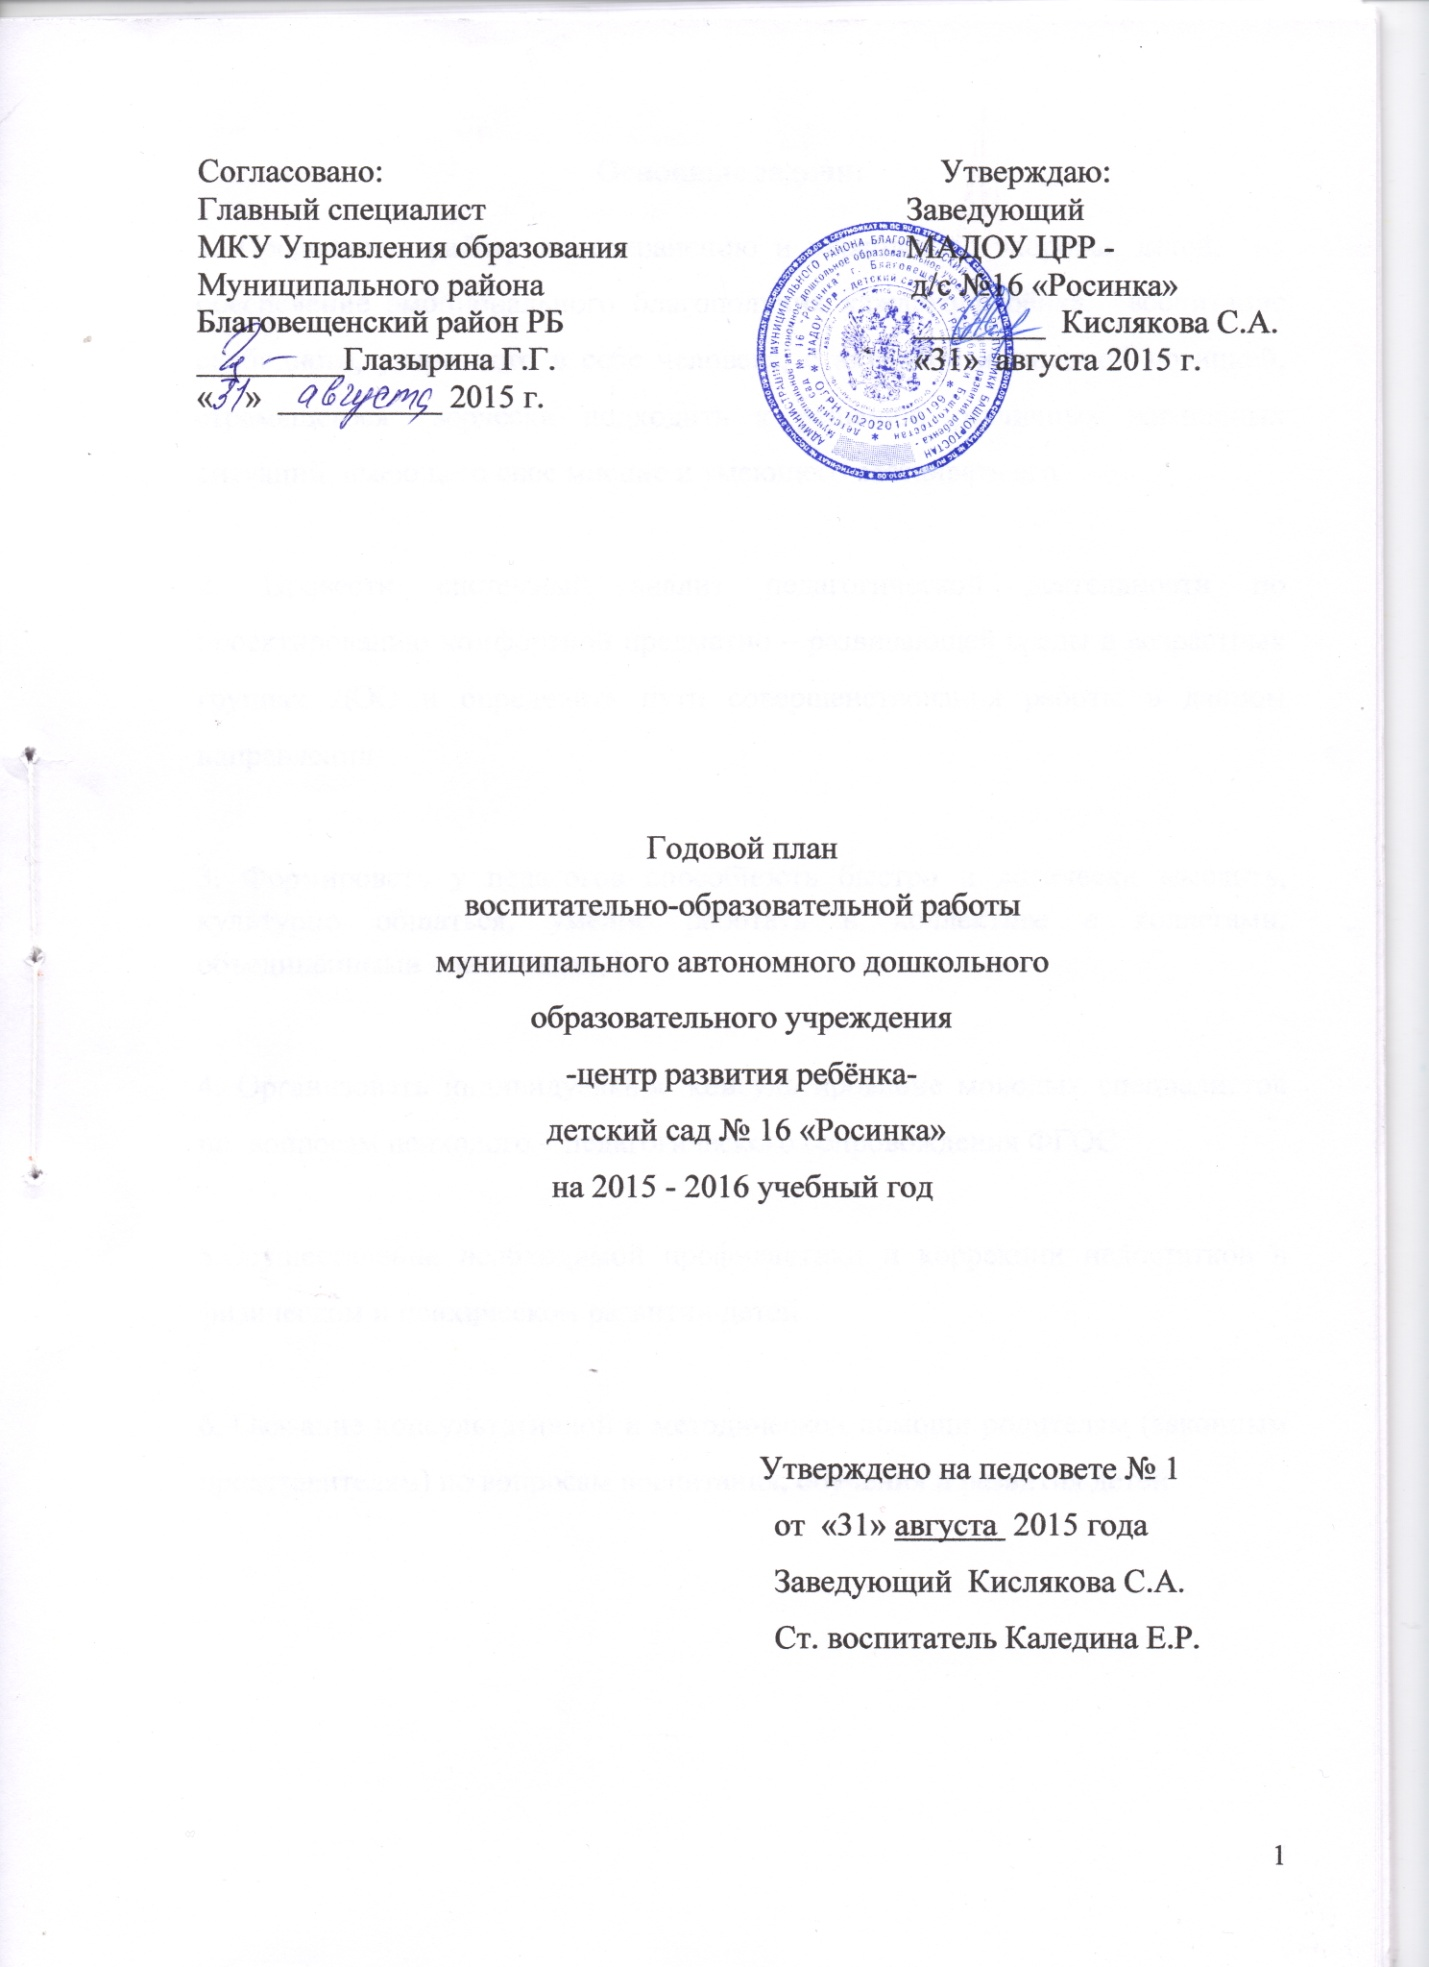 Согласовано:
Главный специалист
МКУ Управления образования
Муниципального района
Благовещенский район РБ
Глазырина Г.Г.
«31» августа 2015 г.
Утверждаю:
Заведующий
МАДОУ ЦРР -
д/с №16 «Росинка»
Кислякова С.А.
«31» августа 2015 г.
ОГРН 1020201700199
Годовой план
воспитательно-образовательной работы
муниципального автономного дошкольного
образовательного учреждения
-центр развития ребёнка-
детский сад № 16 «Росинка»
на 2015 - 2016 учебный год
Утверждено на педсовете № 1
от «31» августа 2015 года
Заведующий Кислякова С.А.
Ст. воспитатель Каледина Е.Р.
1